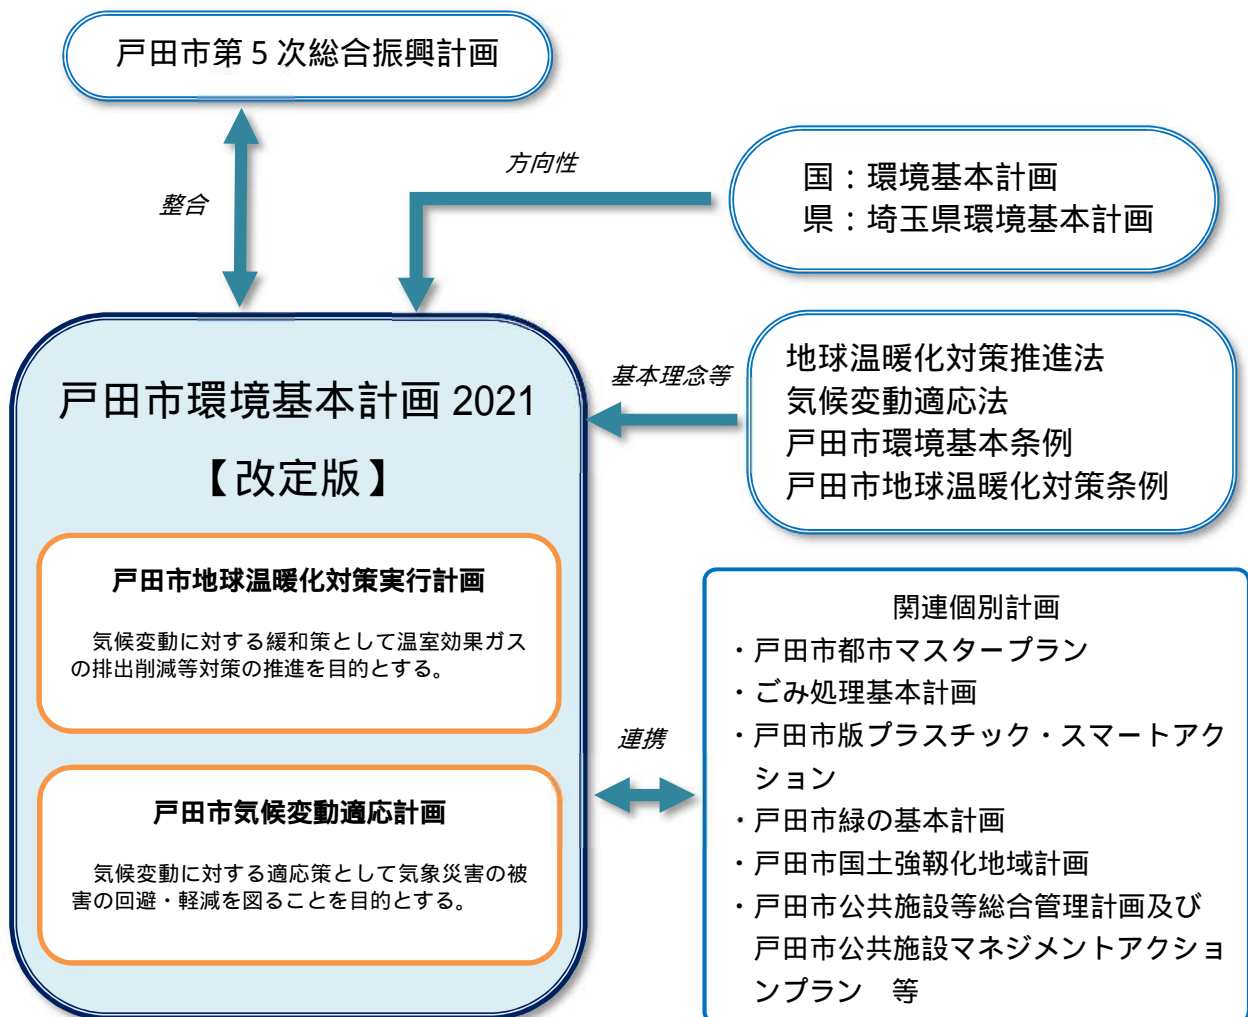 戸田市第５次総合振興計画
整合
方向性
国：環境基本計画
県：埼玉県環境基本計画
戸田市環境基本計画 2021
【改定版】
基本理念等
地球温暖化対策推進法
気候変動適応法
戸田市環境基本条例
戸田市地球温暖化対策条例
戸田市地球温暖化対策実行計画
気候変動に対する緩和策として温室効果ガス
の排出削減等対策の推進を目的とする。
戸田市気候変動適応計画
気候変動に対する適応策として気象災害の被
害の回避・軽減を図ることを目的とする。
連携
関連個別計画
・戸田市都市マスタープラン
・ごみ処理基本計画
・戸田市版プラスチック・スマートアク
ション
・戸田市緑の基本計画
・戸田市国土強靱化地域計画
・戸田市公共施設等総合管理計画及び
戸田市公共施設マネジメントアクショ
ンプラン　等